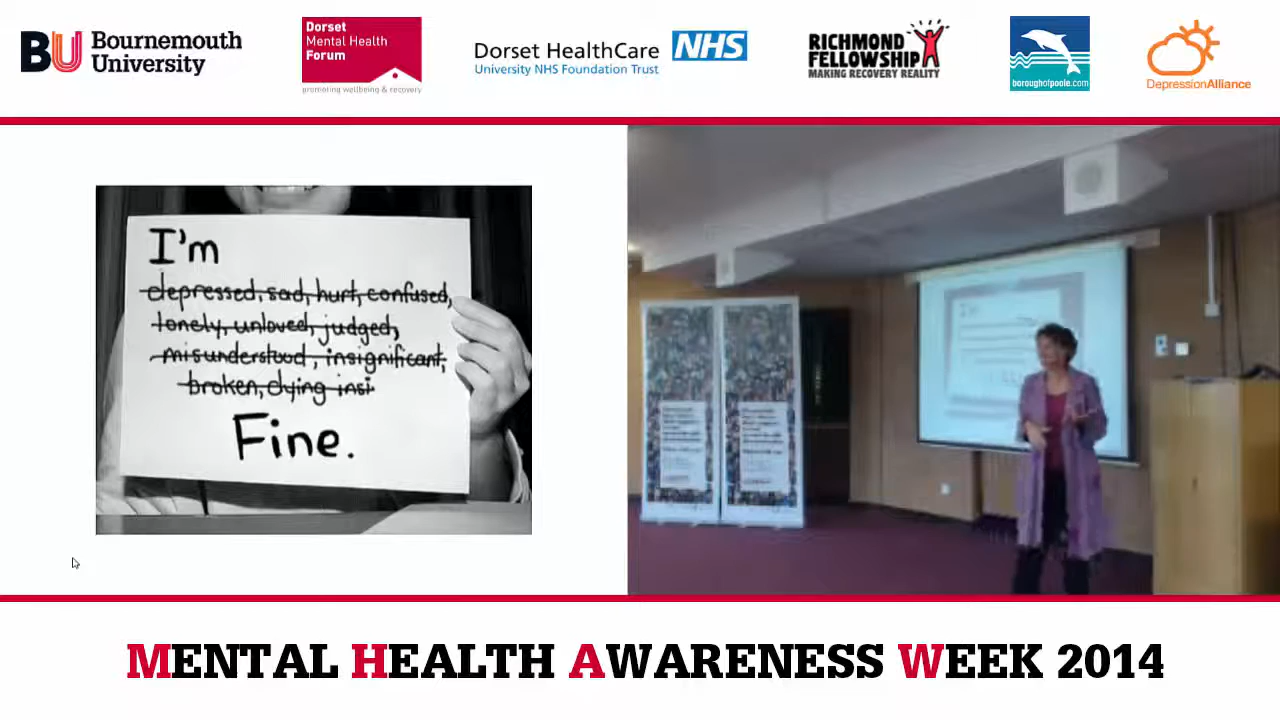 BU Bournemouth
University
Dorset
Mental Health
Forum
promoting wellbeing & recovery
Dorset HealthCare NHS
University NHS Foundation Trust
RICHMOND
FELLOWSHIP
MAKING RECOVERY REALITY
boroughofpoole.com
DepressionAlliance
I'm
depressed, sad, hurt, confused,
lonely, unloved, judged,
misunderstood, insignificant,
broken, dying insi
Fine.
MENTAL HEALTH AWARENESS WEEK 2014